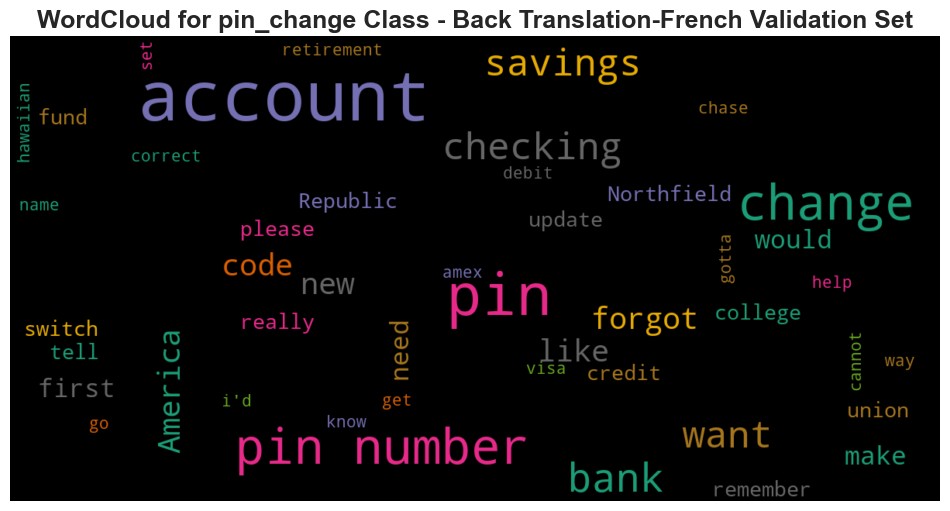 WordCloud for pin_change Class - Back Translation-French Validation Set
set
retirement
savings
account
chase
hawaiian
fund
checking
correct
debit
Northfield
Republic
change
name
update
please
would
code
gotta
amex
new
help
pin
forgot
college
switch
really
need
like
tell
cannot
way
visa
credit
first
America
i'd
get
union
go
know
want
pin number
make
bank
remember